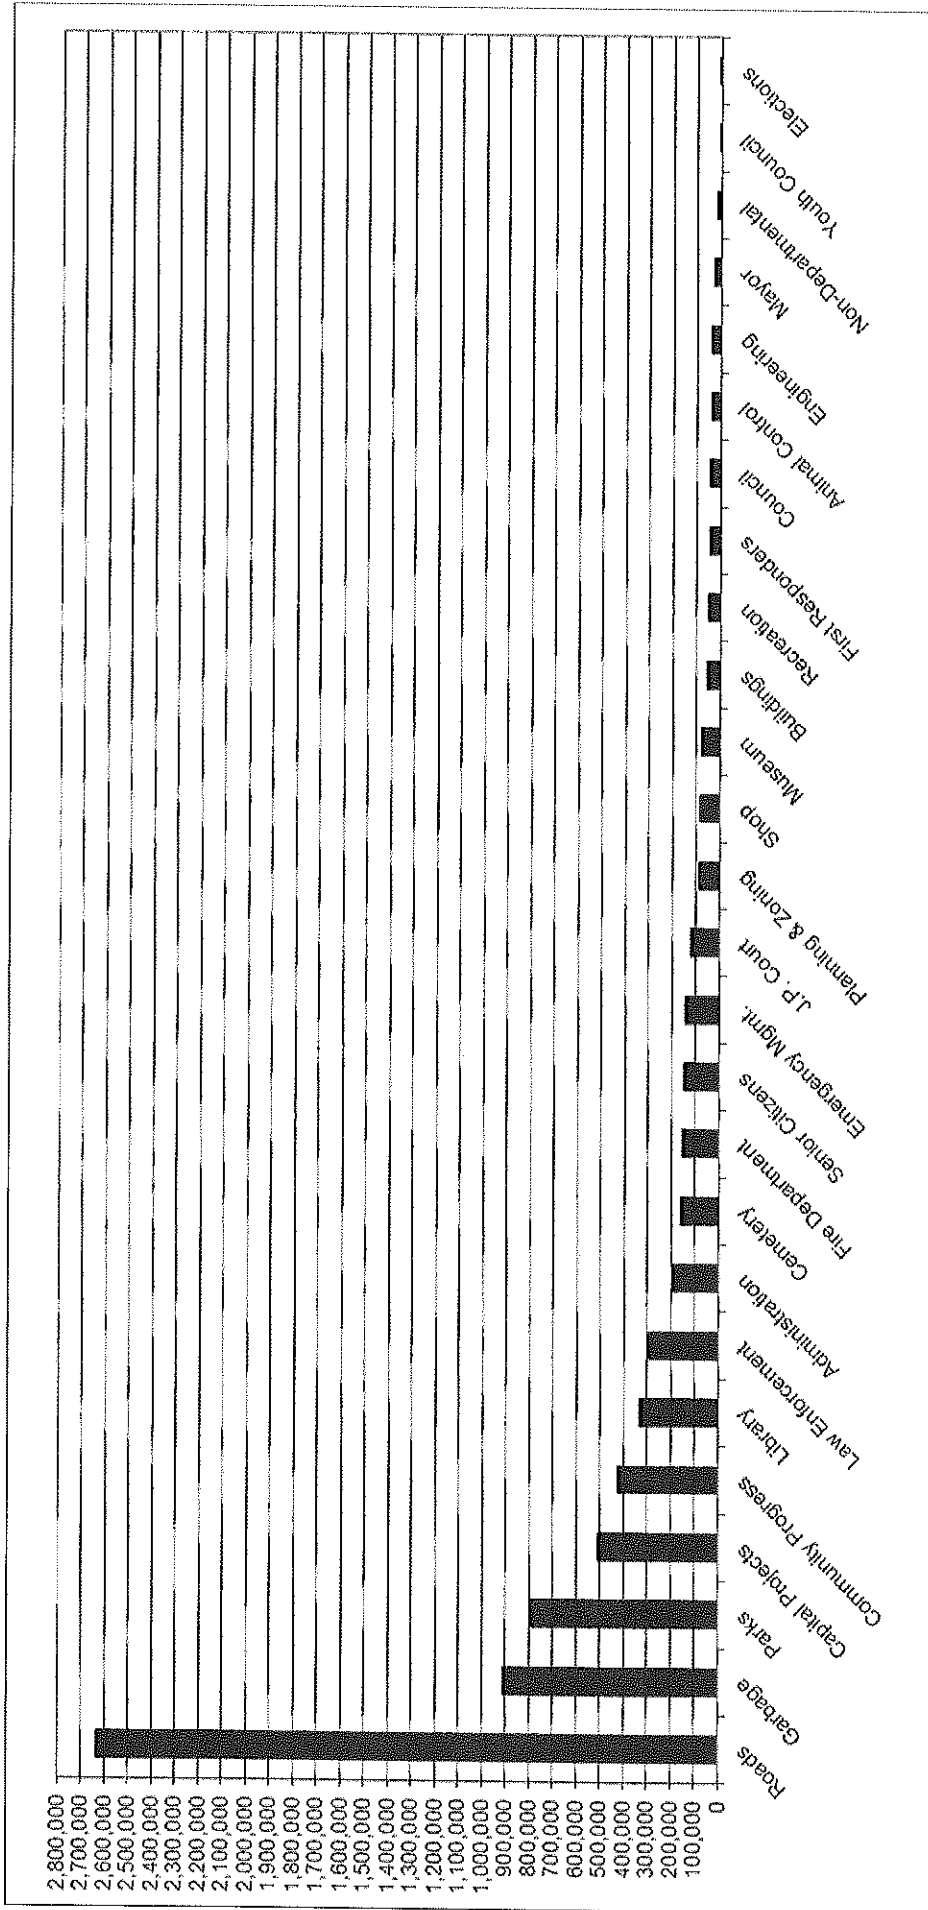 2,800,000
2,700,000
2,600,000
2,500,000
2,400,000
2,300,000
2,200,000
2,100,000
2,000,000
1,900,000
1,800,000
1,700,000
1,600,000
1,500,000
1,400,000
1,300,000
1,200,000
1,100,000
1,000,000
900,000
800,000
700,000
600,000
500,000
400,000
300,000
200,000
100,000
0
Roads
Garbage
Parks
Capital Projects
Community Progress
Library
Law Enforcement
Administration
Cemetery
Fire Department
Senior Citizens
Emergency Mgmt.
J.P. Court
Planning & Zoning
Shop
Museum
Buildings
Recreation
First Responders
Council
Animal Control
Engineering
Mayor
Non-Departmental
Youth Council
Elections